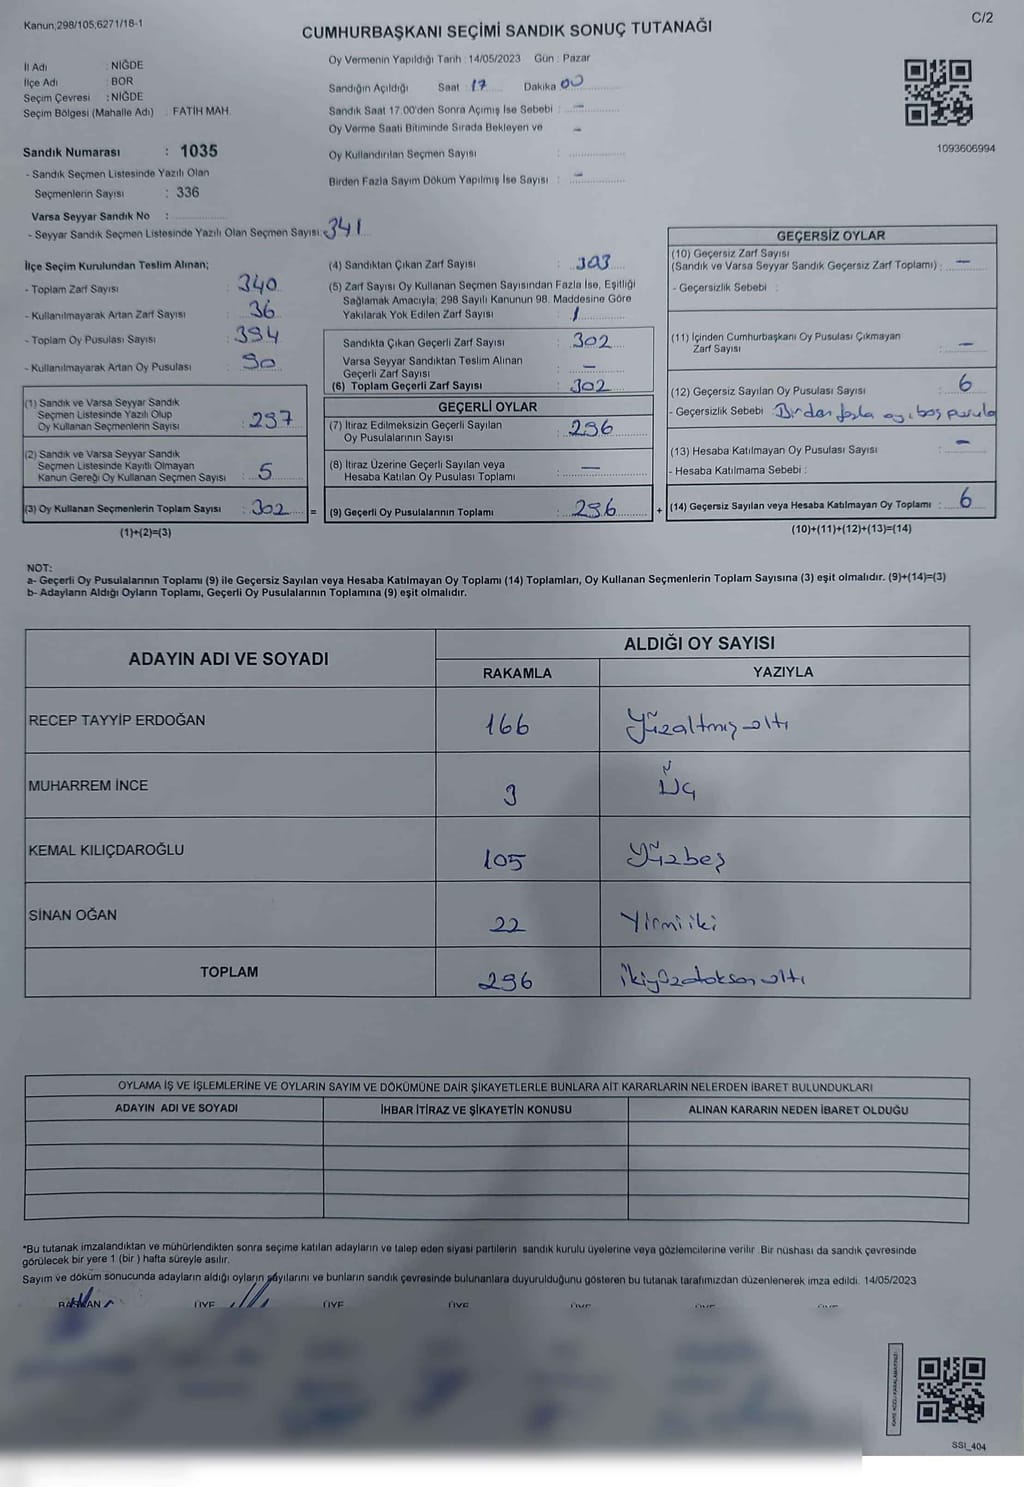 Kanun;298/105,6271/18-1
C/2
CUMHURBAŞKANI SEÇİMİ SANDIK SONUÇ TUTANAĞI
İl Adı : NİĞDE
İlçe Adı : BOR
Seçim Çevresi : NİĞDE
Seçim Bölgesi (Mahalle Adı) : FATİH MAH.
Sandık Numarası : 1035
- Sandık Seçmen Listesinde Yazılı Olan
Seçmenlerin Sayısı : 336
Varsa Seyyar Sandık No :
- Seyyar Sandık Seçmen Listesinde Yazılı Olan Seçmen Sayısı: 341
Oy Vermenin Yapıldığı Tarih : 14/05/2023 Gün : Pazar
Sandığın Açıldığı Saat : 17 Dakika 00
Sandık Saat 17:00'den Sonra Açımış İse Sebebi : -
Oy Verme Saati Bitiminde Sırada Bekleyen ve -
Oy Kullandırılan Seçmen Sayısı :
Birden Fazla Sayım Döküm Yapılmış İse Sayısı : -
1093606994
İlçe Seçim Kurulundan Teslim Alınan;
- Toplam Zarf Sayısı : 340
- Kullanılmayarak Artan Zarf Sayısı : 36
- Toplam Oy Pusulası Sayısı : 394
- Kullanılmayarak Artan Oy Pusulası : 90
(1) Sandık ve Varsa Seyyar Sandık
Seçmen Listesinde Yazılı Olup
Oy Kullanan Seçmenlerin Sayısı : 297
(2) Sandık ve Varsa Seyyar Sandık
Seçmen Listesinde Kayıtlı Olmayan
Kanun Gereği Oy Kullanan Seçmen Sayısı : 5
(3) Oy Kullanan Seçmenlerin Toplam Sayısı : 302 =
(1)+(2)=(3)
(4) Sandıktan Çıkan Zarf Sayısı : 303
(5) Zarf Sayısı Oy Kullanan Seçmen Sayısından Fazla İse, Eşitliği
Sağlamak Amacıyla; 298 Sayılı Kanunun 98. Maddesine Göre
Yakılarak Yok Edilen Zarf Sayısı : 1
Sandıkta Çıkan Geçerli Zarf Sayısı : 302
Varsa Seyyar Sandıktan Teslim Alınan
Geçerli Zarf Sayısı : -
(6) Toplam Geçerli Zarf Sayısı : 302
GEÇERLİ OYLAR
(7) İtiraz Edilmeksizin Geçerli Sayılan
Oy Pusulalarının Sayısı : 296
(8) İtiraz Üzerine Geçerli Sayılan veya
Hesaba Katılan Oy Pusulası Toplamı : -
(9) Geçerli Oy Pusulalarının Toplamı : 296 +
GEÇERSİZ OYLAR
(10) Geçersiz Zarf Sayısı
(Sandık ve Varsa Seyyar Sandık Geçersiz Zarf Toplamı) : -
- Geçersizlik Sebebi :
(11) İçinden Cumhurbaşkanı Oy Pusulası Çıkmayan
Zarf Sayısı : -
(12) Geçersiz Sayılan Oy Pusulası Sayısı : 6
- Geçersizlik Sebebi : Birden fazla oy, boş pusula
(13) Hesaba Katılmayan Oy Pusulası Sayısı : -
- Hesaba Katılmama Sebebi :
(14) Geçersiz Sayılan veya Hesaba Katılmayan Oy Toplamı : 6
(10)+(11)+(12)+(13)=(14)
NOT:
a- Geçerli Oy Pusulalarının Toplamı (9) ile Geçersiz Sayılan veya Hesaba Katılmayan Oy Toplamı (14) Toplamları, Oy Kullanan Seçmenlerin Toplam Sayısına (3) eşit olmalıdır. (9)+(14)=(3)
b- Adayların Aldığı Oyların Toplamı, Geçerli Oy Pusulalarının Toplamına (9) eşit olmalıdır.
ADAYIN ADI VE SOYADI
ALDIĞI OY SAYISI
RAKAMLA YAZIYLA
RECEP TAYYİP ERDOĞAN 166 Yüzaltmışaltı
MUHARREM İNCE 3 Üç
KEMAL KILIÇDAROĞLU 105 Yüzbeş
SİNAN OĞAN 22 Yirmiiki
TOPLAM 296 İkiyüzdoksanaltı
OYLAMA İŞ VE İŞLEMLERİNE VE OYLARIN SAYIM VE DÖKÜMÜNE DAİR ŞİKAYETLERLE BUNLARA AİT KARARLARIN NELERDEN İBARET BULUNDUKLARI
ADAYIN ADI VE SOYADI İHBAR İTİRAZ VE ŞİKAYETİN KONUSU ALINAN KARARIN NEDEN İBARET OLDUĞU
*Bu tutanak imzalandıktan ve mühürlendikten sonra seçime katılan adayların ve talep eden siyasi partilerin sandık kurulu üyelerine veya gözlemcilerine verilir. Bir nüshası da sandık çevresinde
görülecek bir yere 1 (bir ) hafta süreyle asılır.
Sayım ve döküm sonucunda adayların aldığı oyların sayılarını ve bunların sandık çevresinde bulunanlara duyurulduğunu gösteren bu tutanak tarafımızdan düzenlenerek imza edildi. 14/05/2023
BAŞKAN ÜYE ÜYE ÜYE ÜYE ÜYE ÜYE
SSI_404